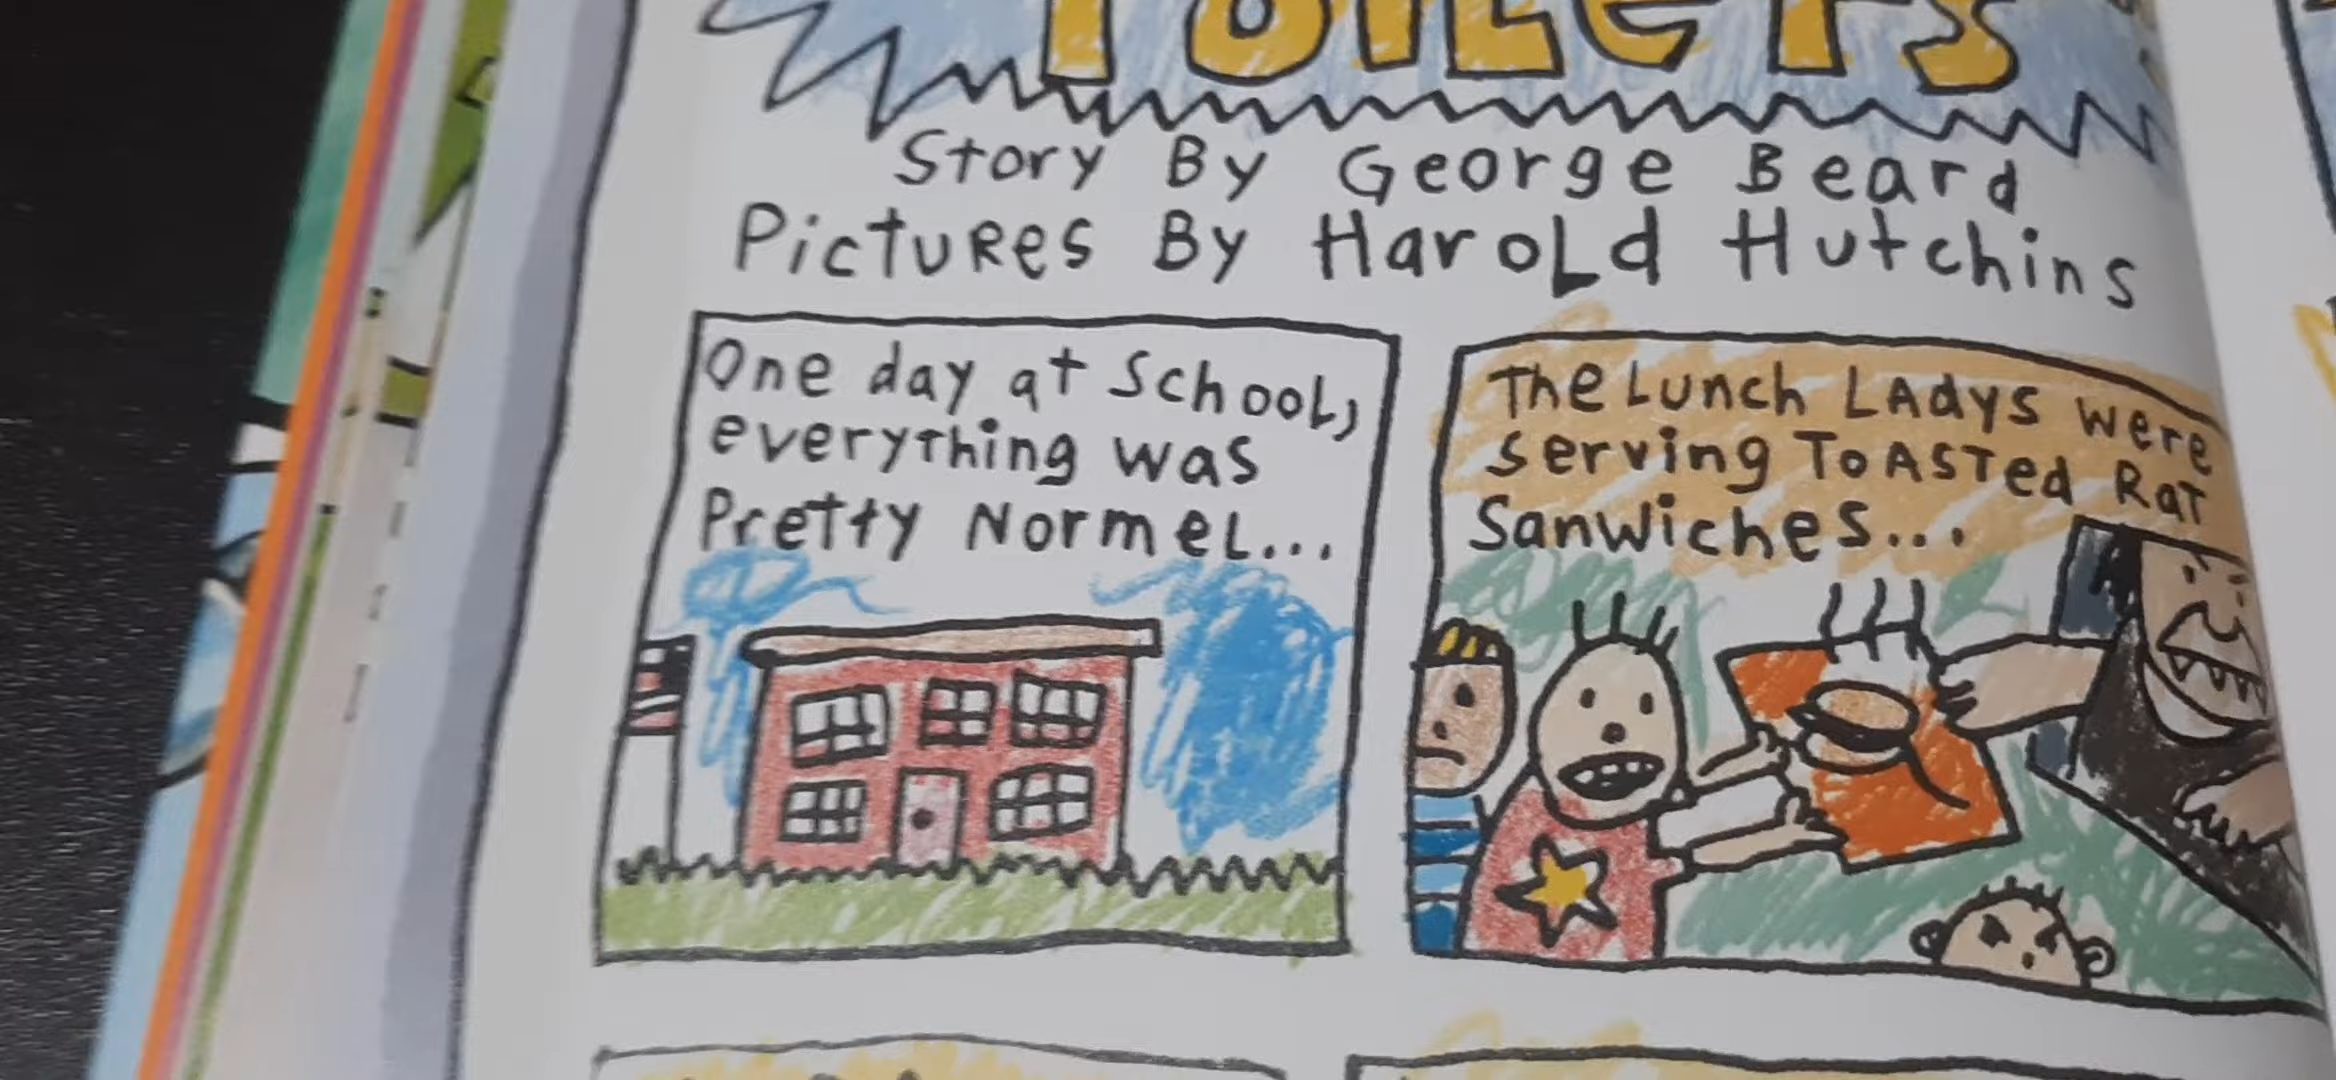 TOILETS
Story By George Beard
Pictures By Harold Hutchins
One day at School,
everything was
Pretty Normel...
The Lunch Ladys were
serving Toasted Rat
Sanwiches...